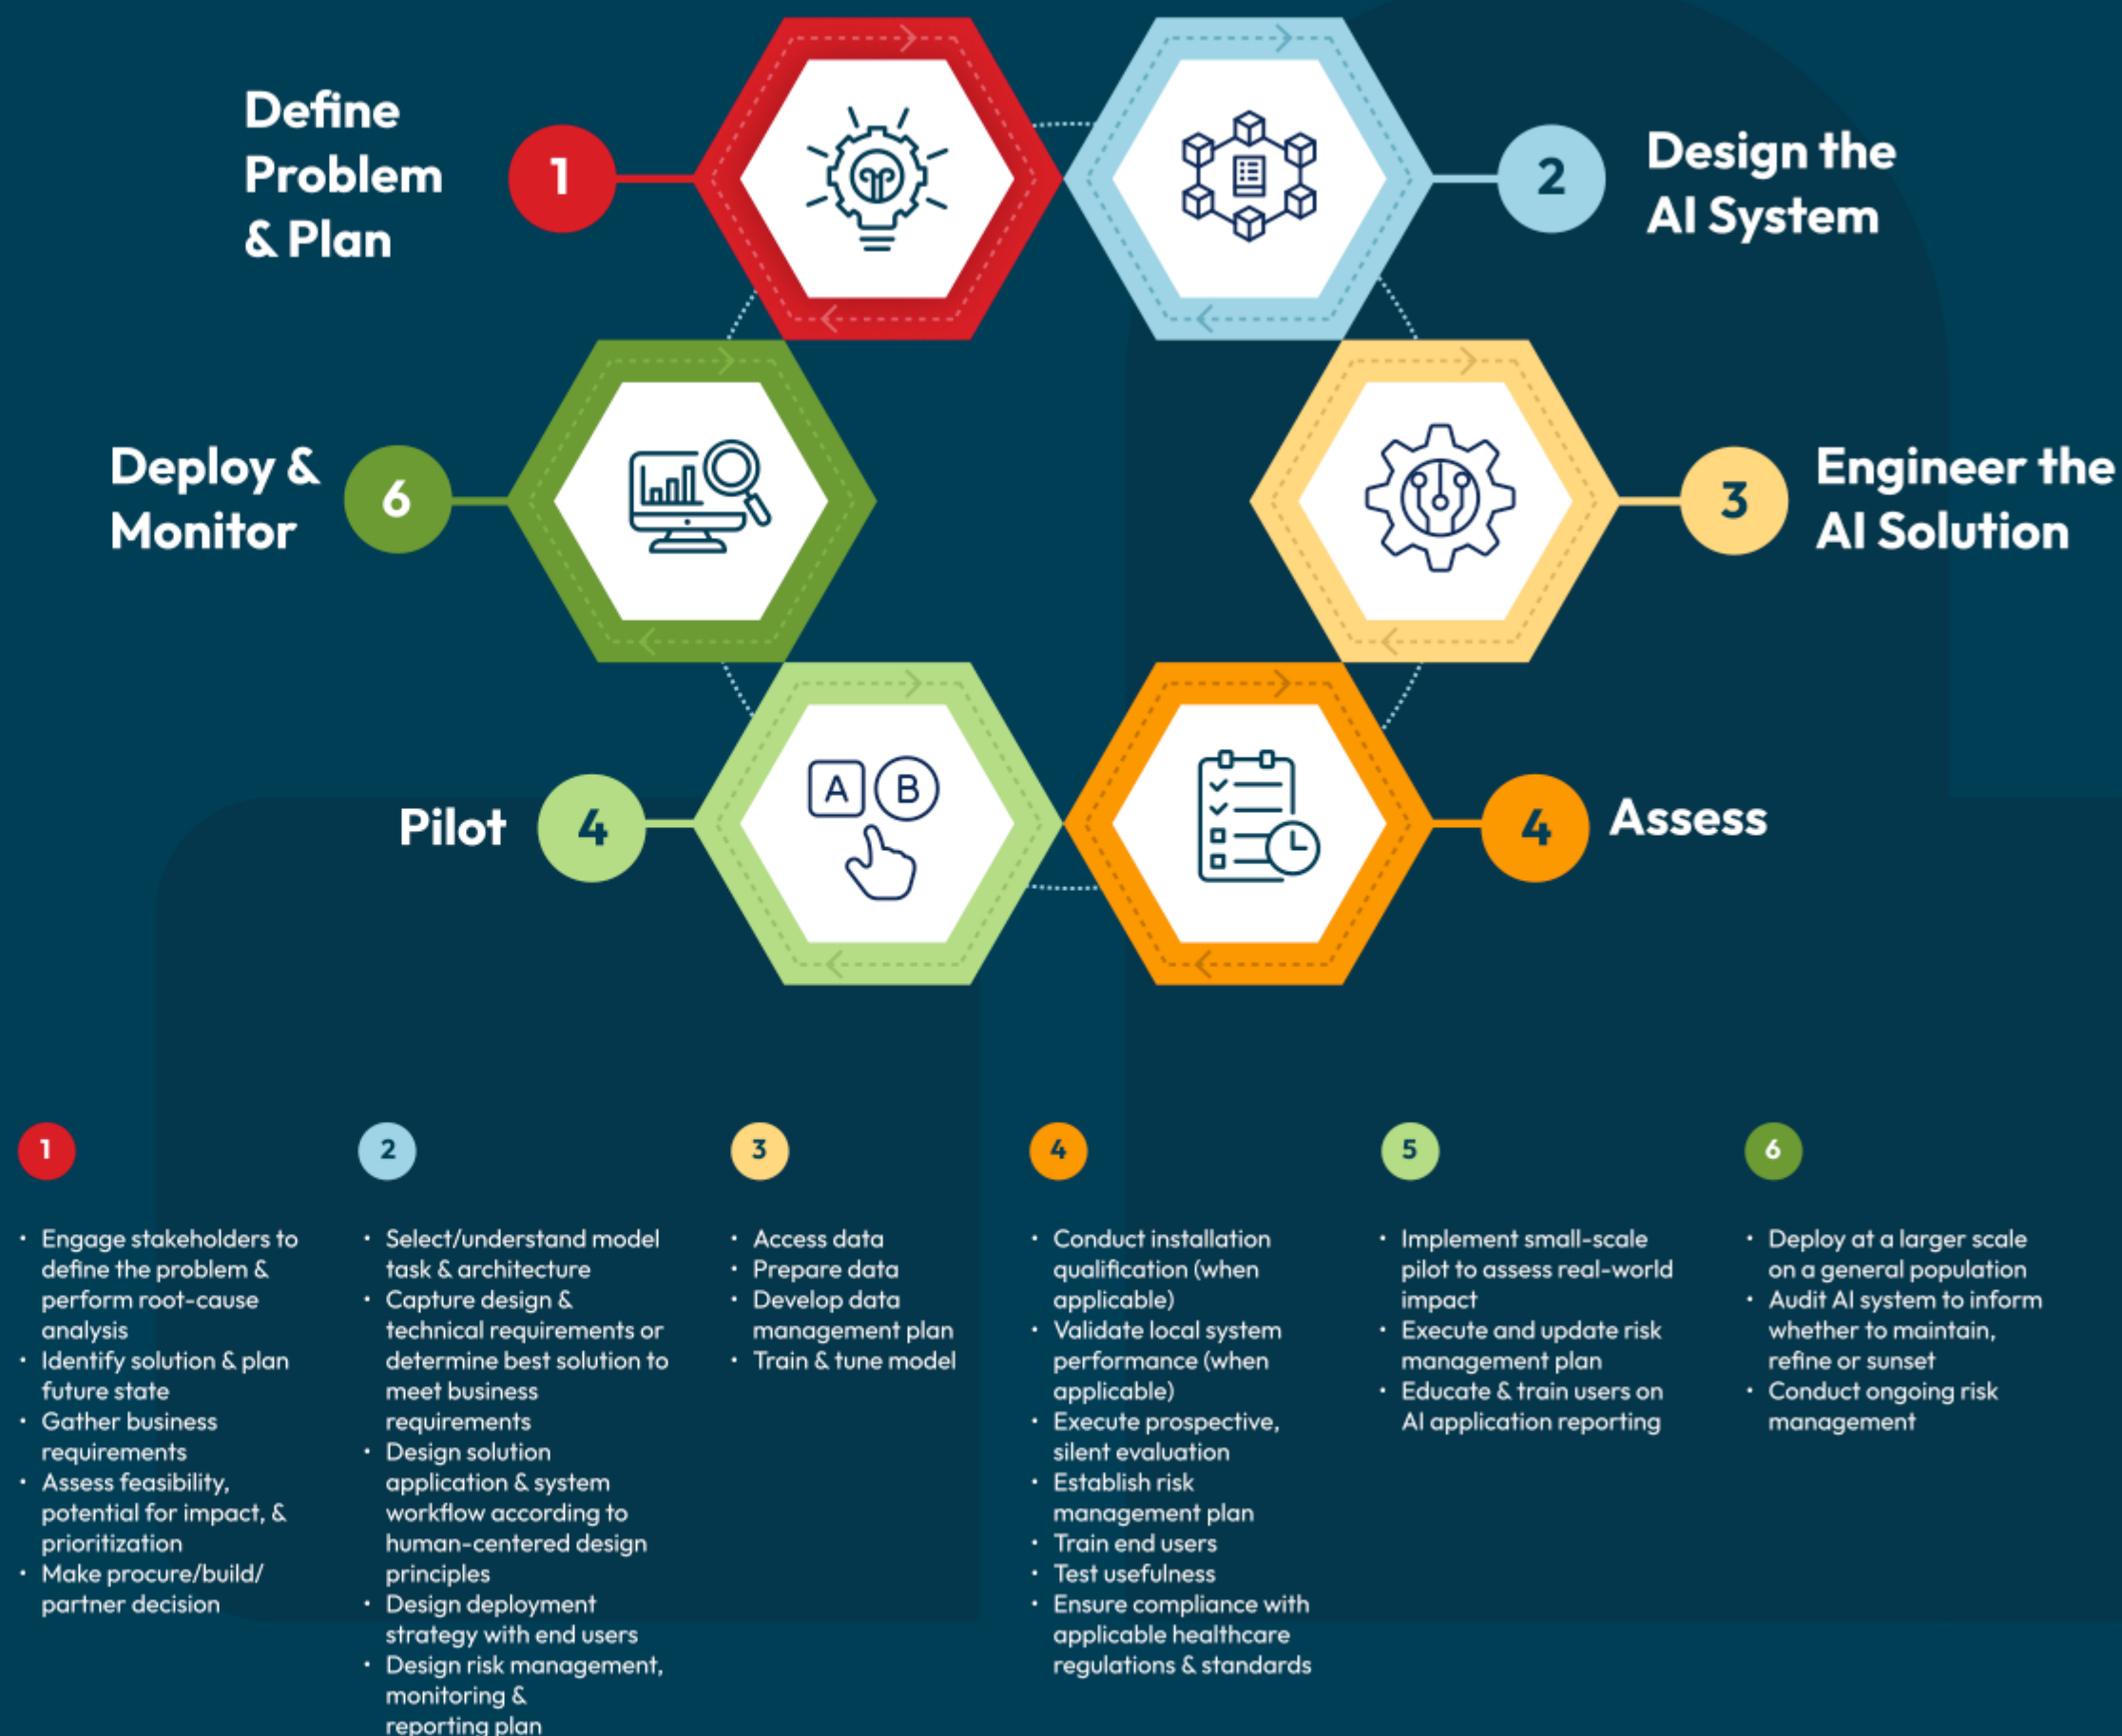 Define
Problem
& Plan
1
2
Design the
AI System
Deploy &
Monitor
6
3
Engineer the
AI Solution
Pilot
4
A B
4
Assess
1
• Engage stakeholders to
define the problem &
perform root-cause
analysis
• Identify solution & plan
future state
• Gather business
requirements
• Assess feasibility,
potential for impact, &
prioritization
• Make procure/build/
partner decision
2
• Select/understand model
task & architecture
• Capture design &
technical requirements or
determine best solution to
meet business
requirements
• Design solution
application & system
workflow according to
human-centered design
principles
• Design deployment
strategy with end users
• Design risk management,
monitoring &
reporting plan
3
• Access data
• Prepare data
• Develop data
management plan
• Train & tune model
4
• Conduct installation
qualification (when
applicable)
• Validate local system
performance (when
applicable)
• Execute prospective,
silent evaluation
• Establish risk
management plan
• Train end users
• Test usefulness
• Ensure compliance with
applicable healthcare
regulations & standards
5
• Implement small-scale
pilot to assess real-world
impact
• Execute and update risk
management plan
• Educate & train users on
AI application reporting
6
• Deploy at a larger scale
on a general population
• Audit AI system to inform
whether to maintain,
refine or sunset
• Conduct ongoing risk
management